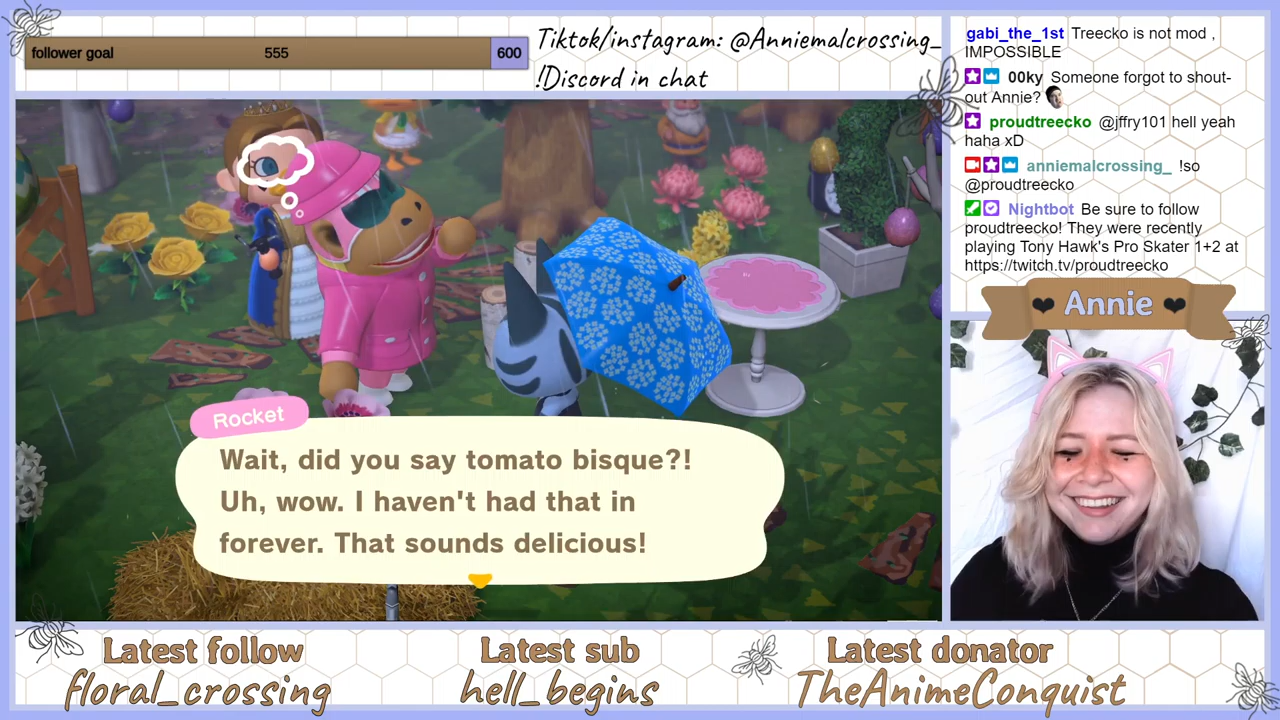 follower goal 555 600
Tiktok/instagram: @Anniemalcrossing_
!Discord in chat
gabi_the_1st Treecko is not mod ,
IMPOSSIBLE
00ky Someone forgot to shout-
out Annie?
proudtreecko @jffry101 hell yeah
haha xD
anniemalcrossing_ !so
@proudtreecko
Nightbot Be sure to follow
proudtreecko! They were recently
playing Tony Hawk's Pro Skater 1+2 at
https://twitch.tv/proudtreecko
Annie
Rocket
Wait, did you say tomato bisque?!
Uh, wow. I haven't had that in
forever. That sounds delicious!
Latest follow
floral_crossing
Latest sub
hell_begins
Latest donator
TheAnimeConquist